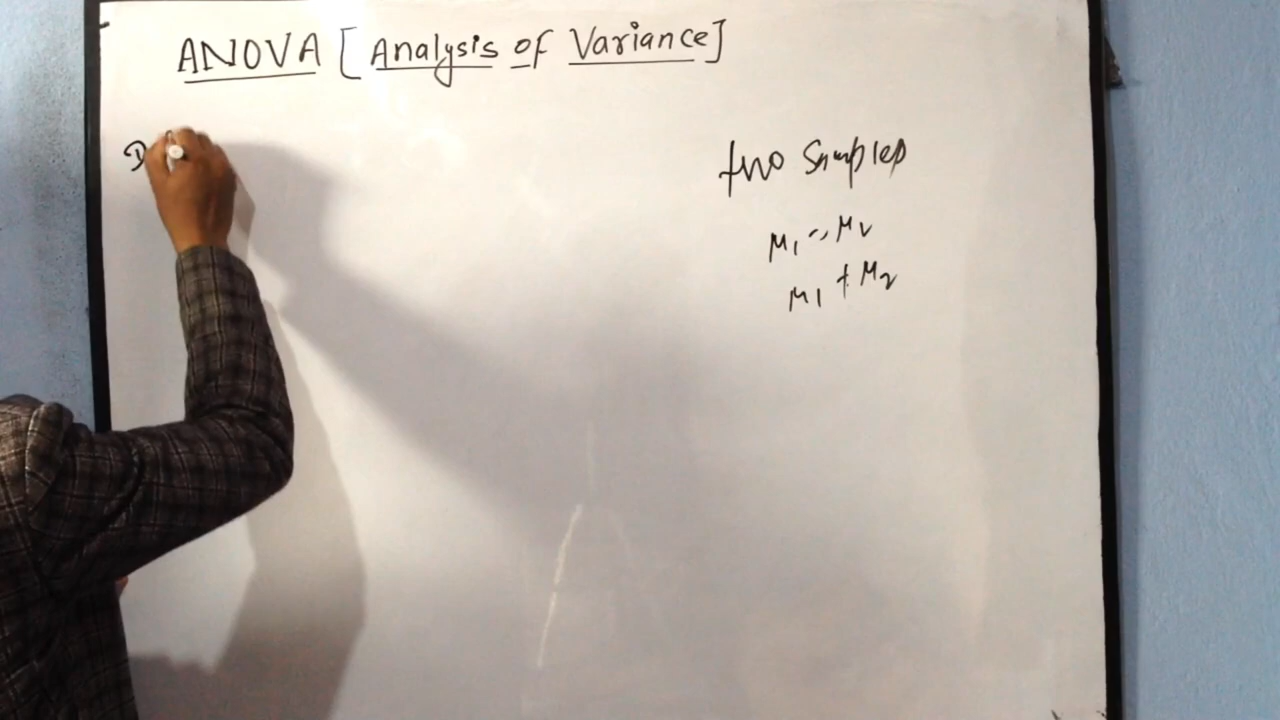 ANOVA [Analysis of Variance]
D
two Samples
μ1 = μ2
μ1 ≠ μ2